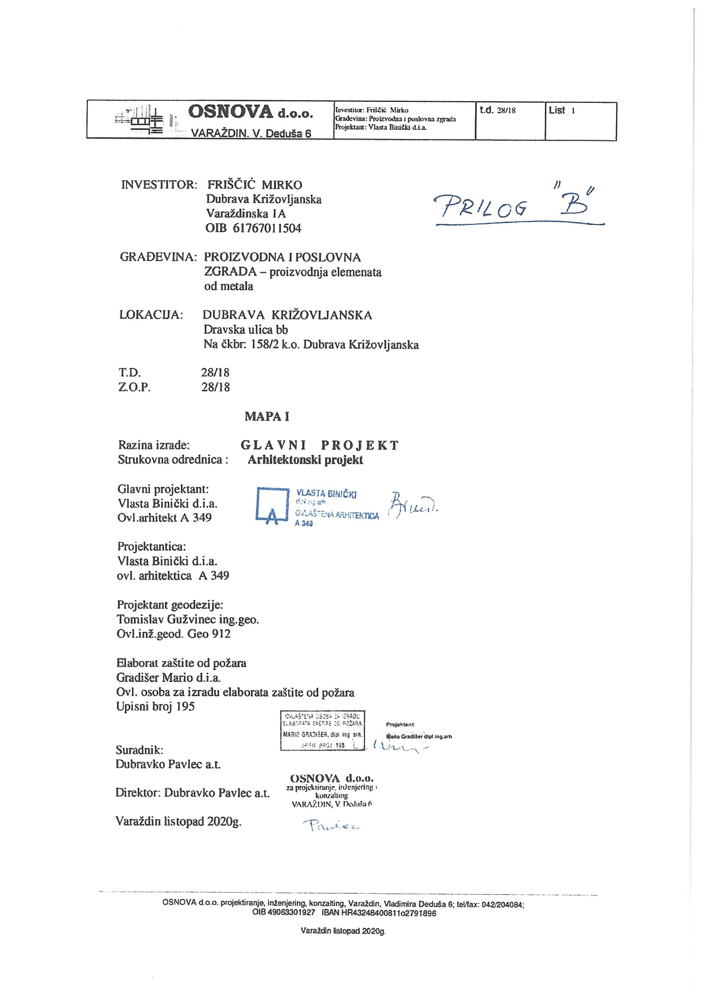 OSNOVA d.o.o.
VARAŽDIN. V. Deduša 6
Investitor: Friščić Mirko
Građevina: Proizvodna i poslovna zgrada
Projektant: Vlasta Binički d.i.a.
t.d. 28/18
List 1
INVESTITOR: FRIŠČIĆ MIRKO
Dubrava Križovljanska
Varaždinska 1A
OIB 61767011504
PRILOG "B"
GRAĐEVINA: PROIZVODNA I POSLOVNA
ZGRADA – proizvodnja elemenata
od metala
LOKACIJA: DUBRAVA KRIŽOVLJANSKA
Dravska ulica bb
Na čkbr: 158/2 k.o. Dubrava Križovljanska
T.D. 28/18
Z.O.P. 28/18
MAPA I
Razina izrade: GLAVNI PROJEKT
Strukovna odrednica : Arhitektonski projekt
Glavni projektant:
Vlasta Binički d.i.a.
Ovl.arhitekt A 349
VLASTA BINIČKI
dipl ing arh
OVLAŠTENA ARHITEKTICA
A 349
Projektantica:
Vlasta Binički d.i.a.
ovl. arhitektica A 349
Projektant geodezije:
Tomislav Gužvinec ing.geo.
Ovl.inž.geod. Geo 912
Elaborat zaštite od požara
Gradišer Mario d.i.a.
Ovl. osoba za izradu elaborata zaštite od požara
Upisni broj 195
OVLAŠTENA OSOBA ZA IZRADU
ELABORATA ZAŠTITE OD POŽARA
MARIO GRADIŠER, dipl. ing arh.
UPISNI BROJ 195
Projektant:
Mario Gradišer dipl.ing.arh
Suradnik:
Dubravko Pavlec a.t.
OSNOVA d.o.o.
za projektiranje, inženjering i
konzalting
VARAŽDIN, V. Deduša 6
Direktor: Dubravko Pavlec a.t.
Varaždin listopad 2020g.
Pavlec
OSNOVA d.o.o. projektiranje, inženjering, konzalting, Varaždin, Vladimira Deduša 6; tel/fax: 042/204084;
OIB 49063301927 IBAN HR43248400811o2791896
Varaždin listopad 2020g.